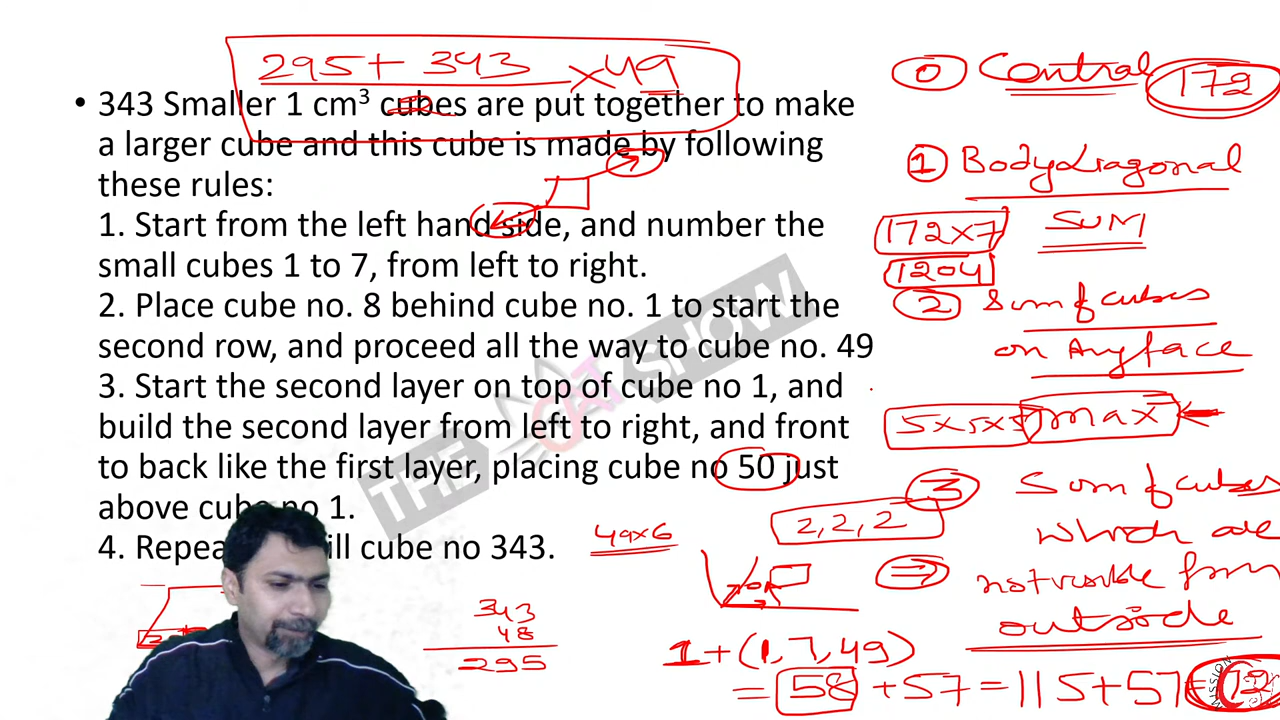 295+ 343 ×49
• 343 Smaller 1 cm³ cubes are put together to make
a larger cube and this cube is made by following
these rules:
1. Start from the left hand side, and number the
small cubes 1 to 7, from left to right.
2. Place cube no. 8 behind cube no. 1 to start the
second row, and proceed all the way to cube no. 49
3. Start the second layer on top of cube no 1, and
build the second layer from left to right, and front
to back like the first layer, placing cube no 50 just
above cube no 1.
4. Repeat till cube no 343.
49×6
343
48
295
0 Central 172
1 Bodydiagonal
SUM
172×7
1204
2 Sum of cubes
on Any face
5×5×5 max
3 Sum of cubes
which are
2,2,2
not visible from
outside
1+(1,7,49)
= 58 +57=115+57=
THE CAT SHOW
MISSION